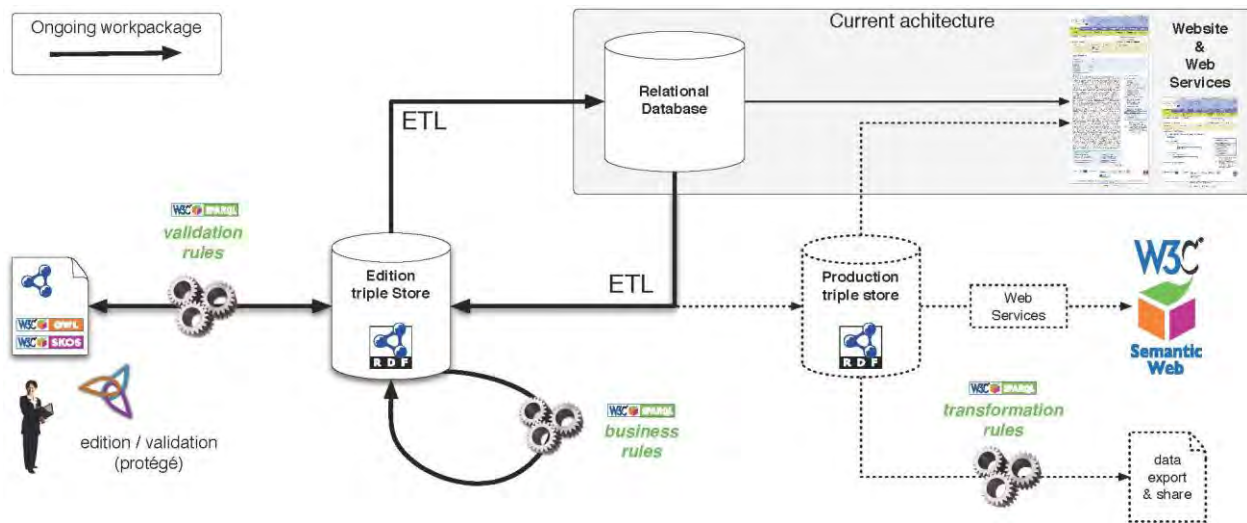 Ongoing workpackage
Current achitecture
Website
&
Web
Services
Relational
Database
ETL
W3C SPARQL
validation
rules
Edition
triple Store
RDF
ETL
Production
triple store
RDF
Web
Services
W3C
Semantic
Web
W3C OWL
W3C SKOS
edition / validation
(protégé)
W3C SPARQL
business
rules
W3C SPARQL
transformation
rules
data
export
& share